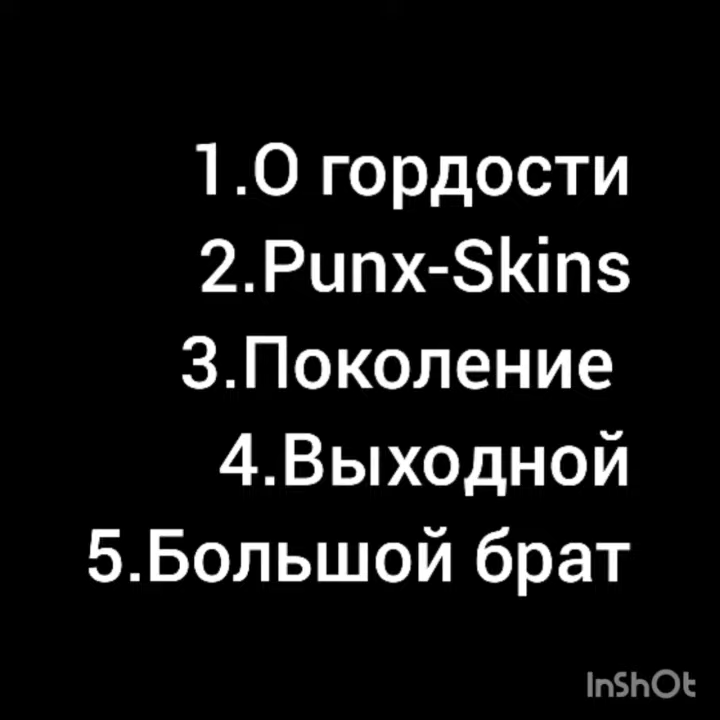 1.О гордости
2.Punx-Skins
3.Поколение
4.Выходной
5.Большой брат
InShOt